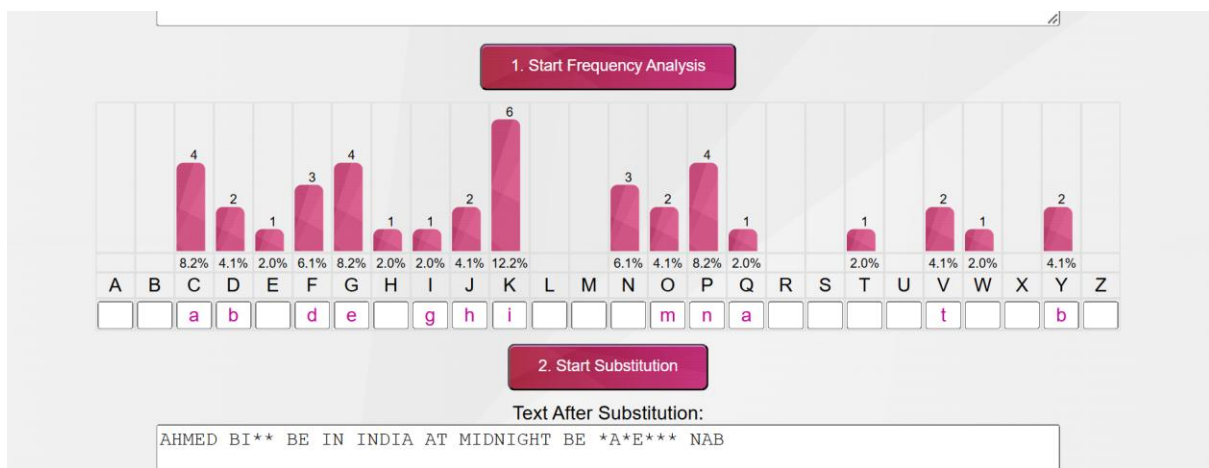 1. Start Frequency Analysis
6
4 4 4
3 3
2 2 2 2 2
1 1 1 1 1 1
8.2% 4.1% 2.0% 6.1% 8.2% 2.0% 2.0% 4.1% 12.2% 6.1% 4.1% 8.2% 2.0% 2.0% 4.1% 2.0% 4.1%
A B C D E F G H I J K L M N O P Q R S T U V W X Y Z
a b d e g h i m n a t b
2. Start Substitution
Text After Substitution:
AHMED BI** BE IN INDIA AT MIDNIGHT BE *A*E*** NAB